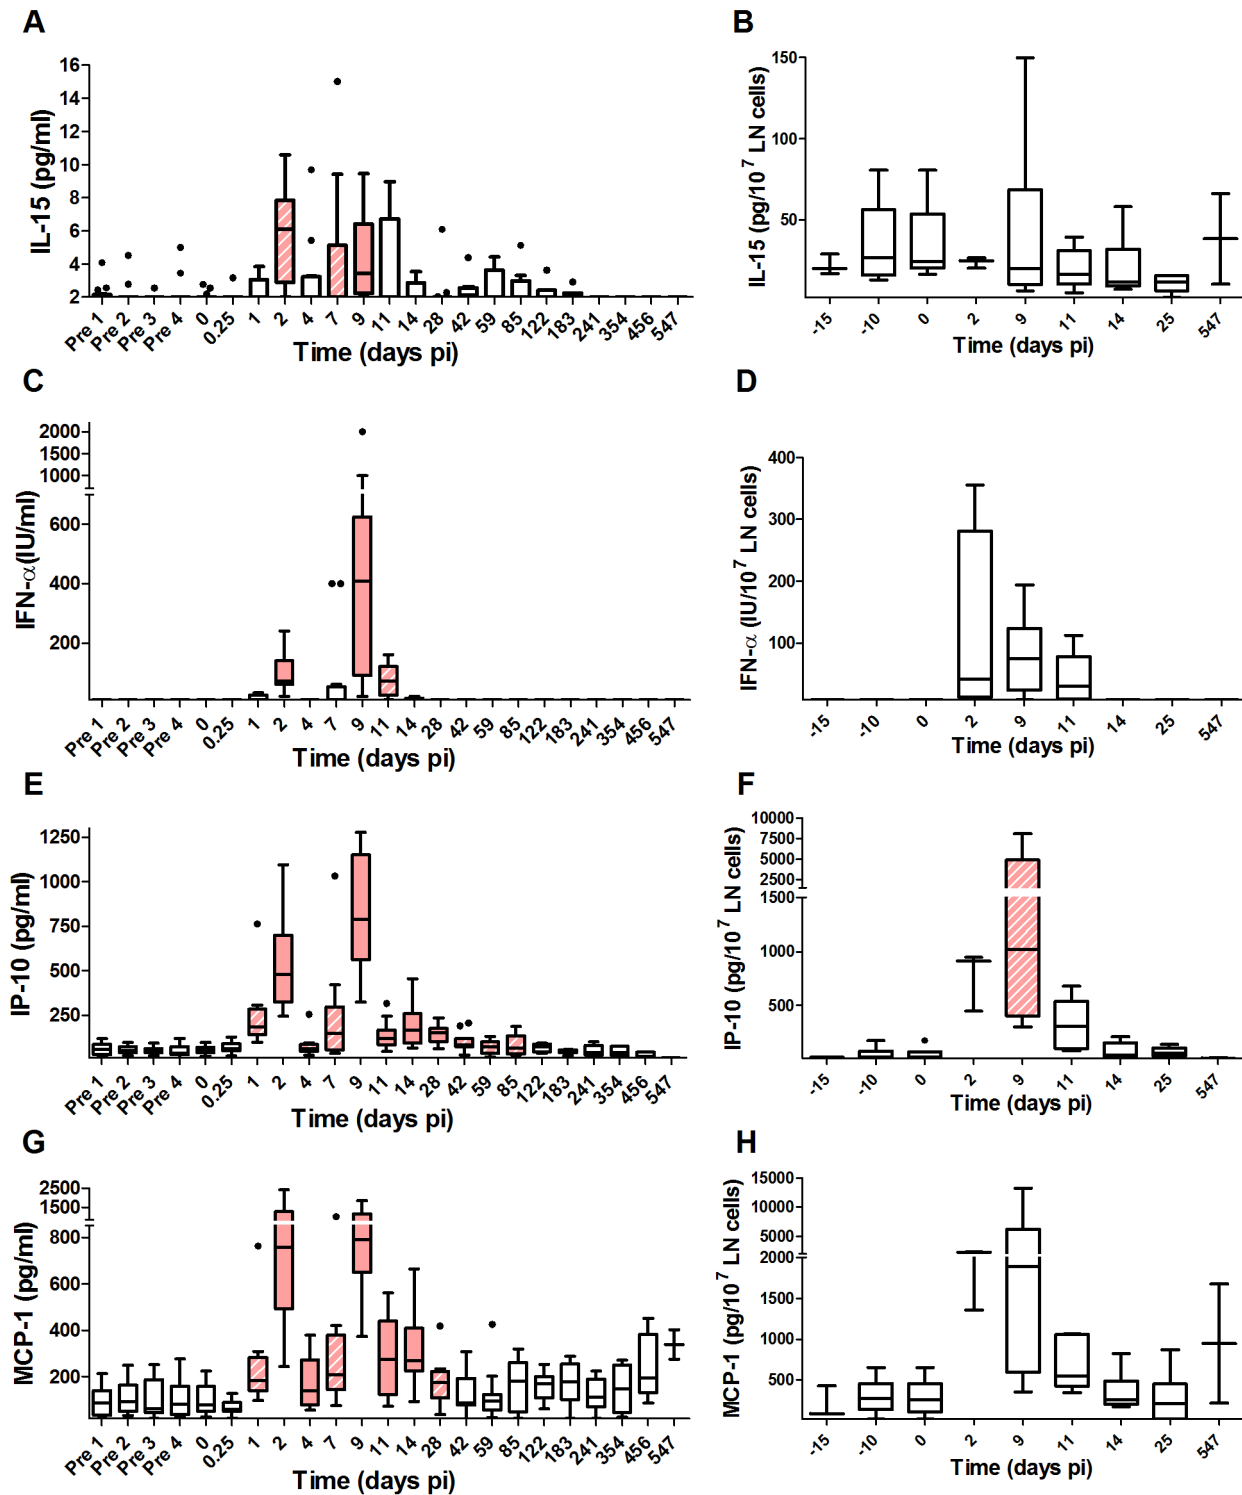 A
IL-15 (pg/ml)
16
14
12
10
8
6
4
2
Pre 1 Pre 2 Pre 3 Pre 4 0 0.25 1 2 4 7 9 11 14 28 42 59 85 122 183 241 354 456 547
Time (days pi)
B
IL-15 (pg/10^7 LN cells)
150
100
50
-15 -10 0 2 9 11 14 25 547
Time (days pi)
C
IFN-α(IU/ml)
2000
1500
1000
600
400
200
Pre 1 Pre 2 Pre 3 Pre 4 0 0.25 1 2 4 7 9 11 14 28 42 59 85 122 183 241 354 456 547
Time (days pi)
D
IFN-α (IU/10^7 LN cells)
400
300
200
100
-15 -10 0 2 9 11 14 25 547
Time (days pi)
E
IP-10 (pg/ml)
1250
1000
750
500
250
Pre 1 Pre 2 Pre 3 Pre 4 0 0.25 1 2 4 7 9 11 14 28 42 59 85 122 183 241 354 456 547
Time (days pi)
F
IP-10 (pg/10^7 LN cells)
10000
7500
5000
2500
1500
1000
500
-15 -10 0 2 9 11 14 25 547
Time (days pi)
G
MCP-1 (pg/ml)
2500
1500
800
600
400
200
Pre 1 Pre 2 Pre 3 Pre 4 0 0.25 1 2 4 7 9 11 14 28 42 59 85 122 183 241 354 456 547
Time (days pi)
H
MCP-1 (pg/10^7 LN cells)
15000
10000
5000
2000
1500
1000
500
-15 -10 0 2 9 11 14 25 547
Time (days pi)